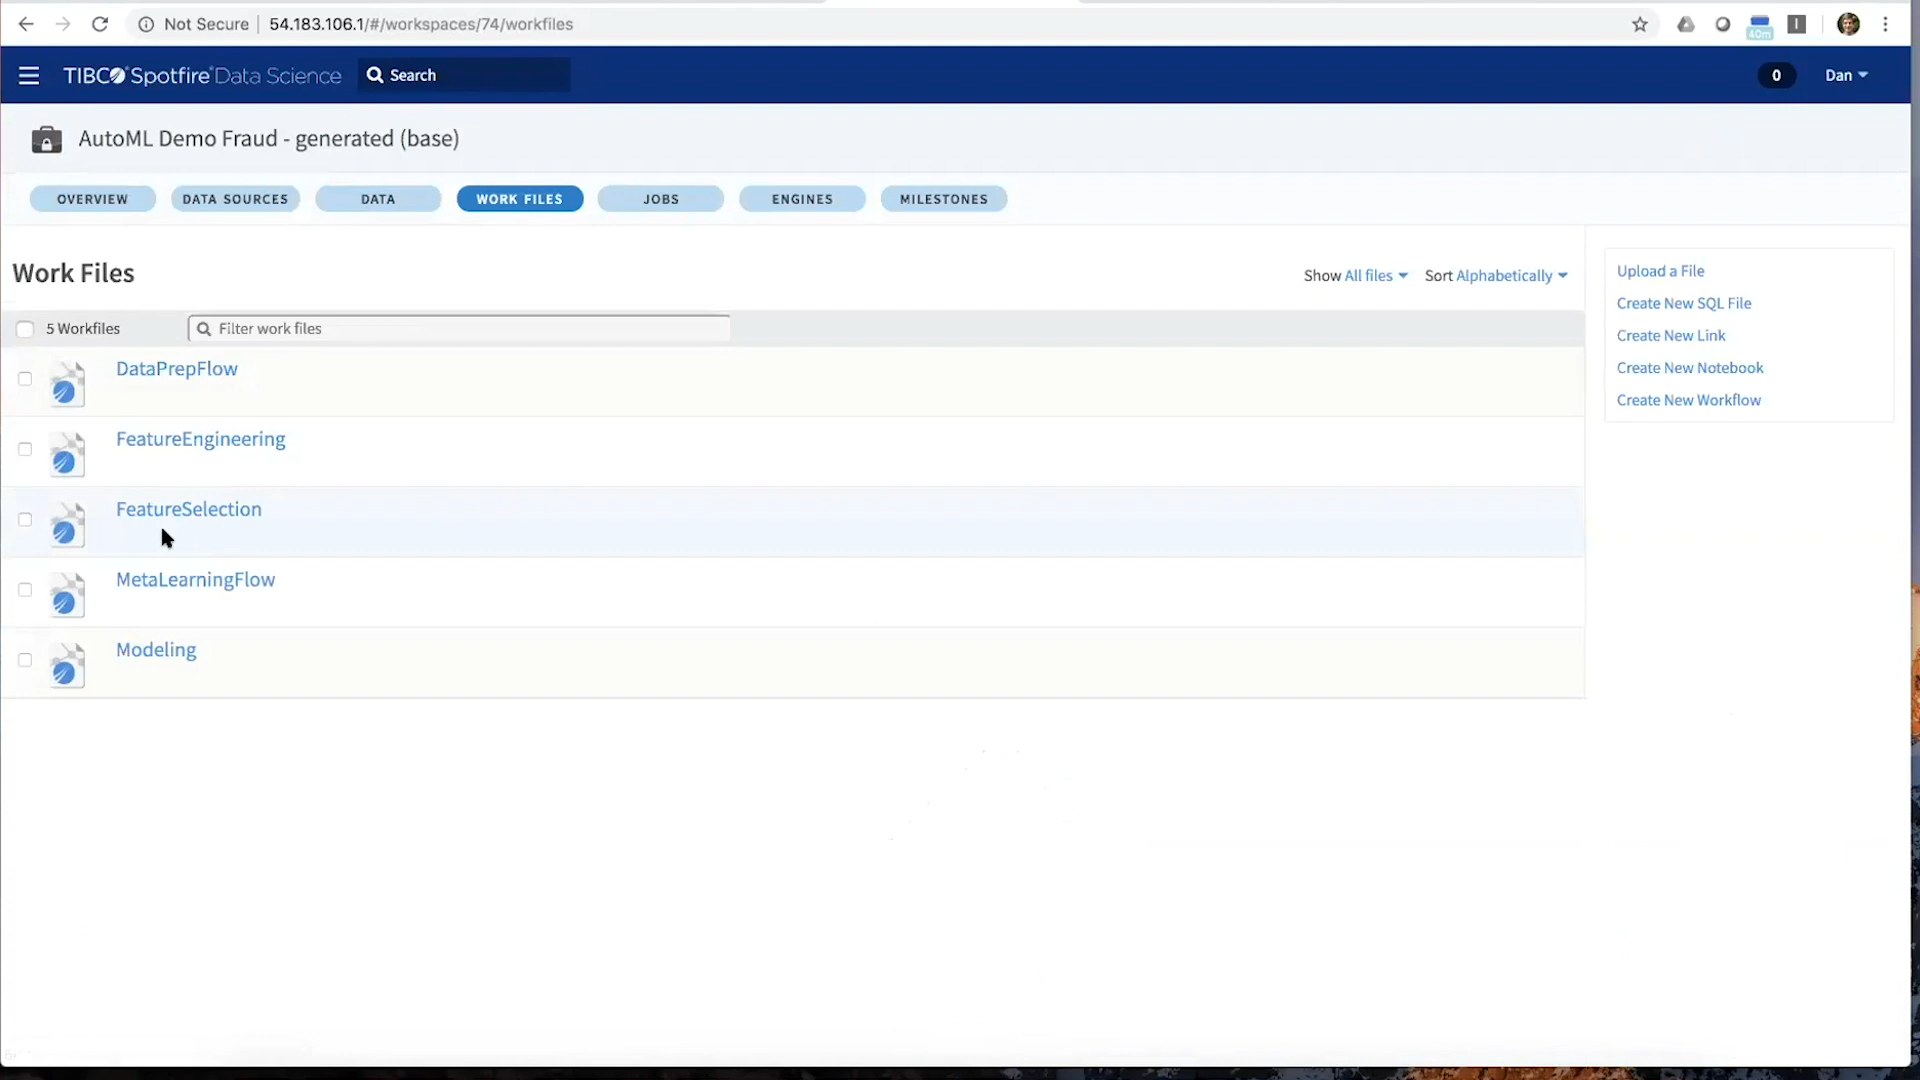 Not Secure 54.183.106.1/#/workspaces/74/workfiles
40m
TIBCO Spotfire Data Science Search 0 Dan
AutoML Demo Fraud - generated (base)
OVERVIEW DATA SOURCES DATA WORK FILES JOBS ENGINES MILESTONES
Work Files
Show All files Sort Alphabetically
5 Workfiles Filter work files
DataPrepFlow
FeatureEngineering
FeatureSelection
MetaLearningFlow
Modeling
Upload a File
Create New SQL File
Create New Link
Create New Notebook
Create New Workflow